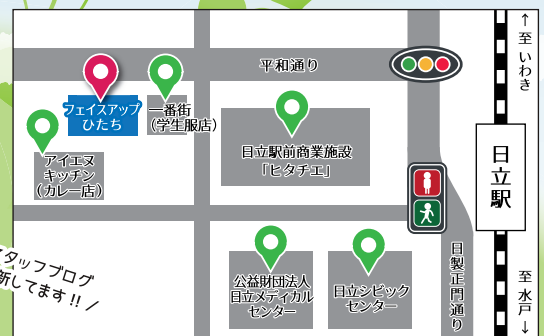 ↑至いわき
平和通り
フェイスアップ
ひたち
一番街
(学生服店)
アイエヌ
キッチン
(カレー店)
日立駅前商業施設
「ヒタチエ」
日立駅
タッフブログ
新してます!!/
公益財団法人
日立メディカル
センター
日立シビック
センター
日製正門通り
至水戸↓